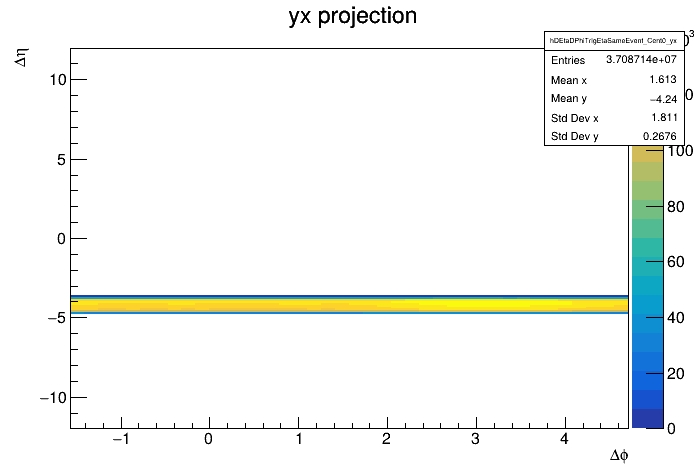 yx projection
hDEtaDPhiTrigEtaSameEvent_Cent0_yx
Entries 3.708714e+07
Mean x 1.613
Mean y −4.24
Std Dev x 1.811
Std Dev y 0.2676
Δη
10
5
0
−5
−10
−1 0 1 2 3 4
Δϕ
3
0
100
80
60
40
20
0